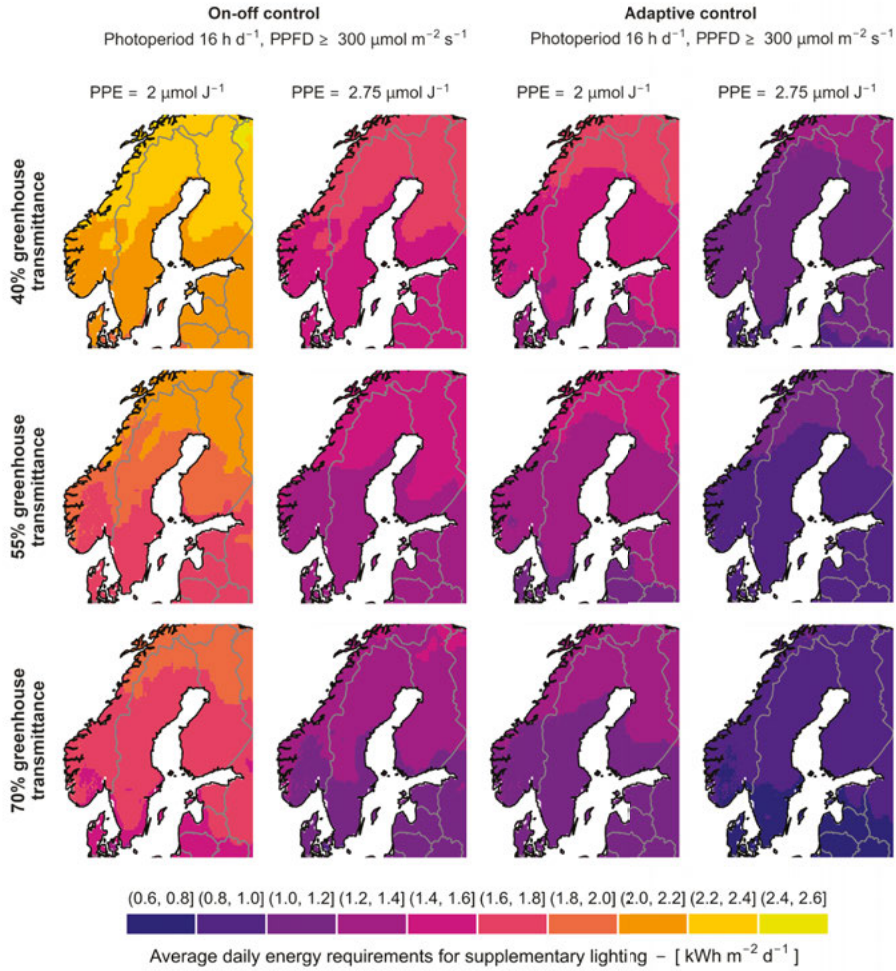 On-off control
Adaptive control
Photoperiod 16 h d⁻¹, PPFD ≥ 300 µmol m⁻² s⁻¹
Photoperiod 16 h d⁻¹, PPFD ≥ 300 µmol m⁻² s⁻¹
PPE = 2 µmol J⁻¹
PPE = 2.75 µmol J⁻¹
PPE = 2 µmol J⁻¹
PPE = 2.75 µmol J⁻¹
40% greenhouse
transmittance
55% greenhouse
transmittance
70% greenhouse
transmittance
(0.6, 0.8] (0.8, 1.0] (1.0, 1.2] (1.2, 1.4] (1.4, 1.6] (1.6, 1.8] (1.8, 2.0] (2.0, 2.2] (2.2, 2.4] (2.4, 2.6]
Average daily energy requirements for supplementary lighting − [ kWh m⁻² d⁻¹ ]